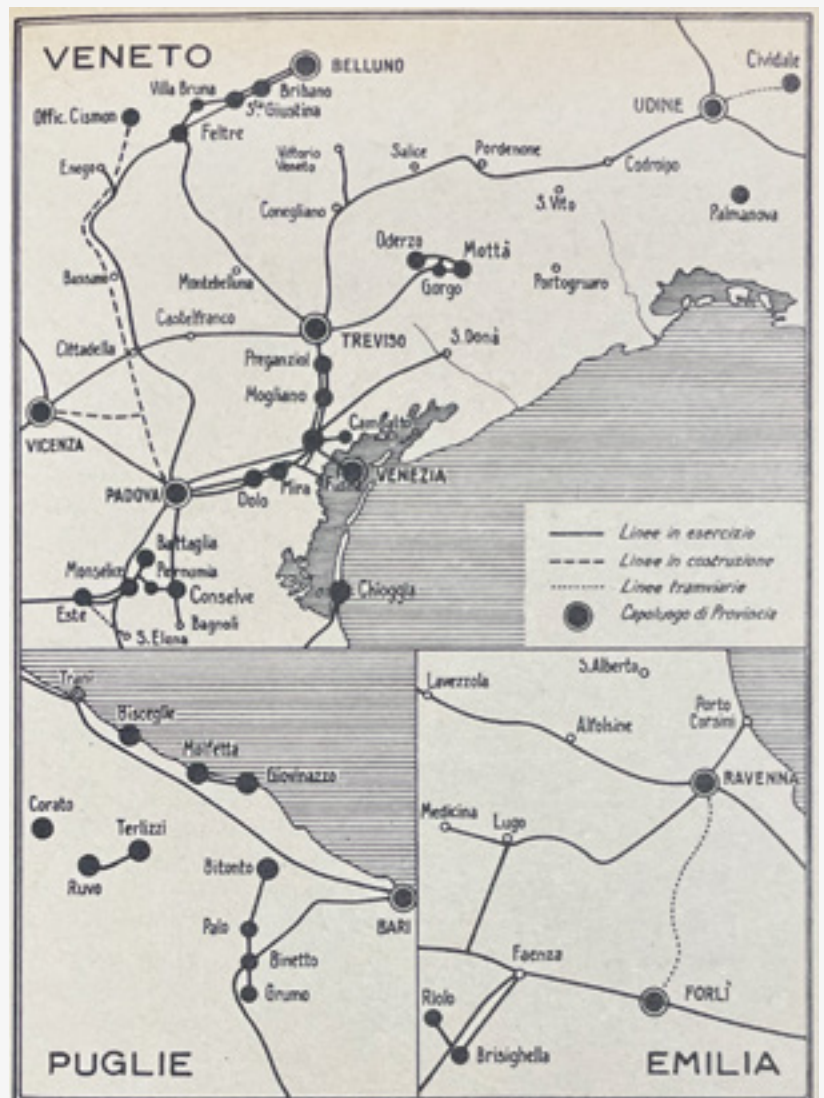 VENETO
BELLUNO
Villa Bruna
Bribano
Sta Giustina
Offic. Cismon
Feltre
Cividale
UDINE
Enego
Vittorio
Veneto
Salice
Pordenone
Codroipo
Conegliano
S. Vito
Palmanova
Oderzo
Mottà
Gorgo
Portogruaro
Bassano
Montebelluna
Castelfranco
TREVISO
Cittadella
S. Donà
Preganziol
Mogliano
VICENZA
Campalto
PADOVA
Dolo
Mira
VENEZIA
Battaglia
Monselice
Pernumia
Conselve
Chioggia
Este
S. Elena
Bagnoli
Linee in esercizio
Linee in costruzione
Linee tramviarie
Capoluogo di Provincia
Trani
Bisceglie
Molfetta
Giovinazzo
Corato
Terlizzi
Ruvo
Bitonto
BARI
Palo
Binetto
Grumo
PUGLIE
S. Alberto
Lavezzola
Porto
Corsini
Alfonsine
RAVENNA
Medicina
Lugo
Faenza
FORLÌ
Riolo
Brisighella
EMILIA